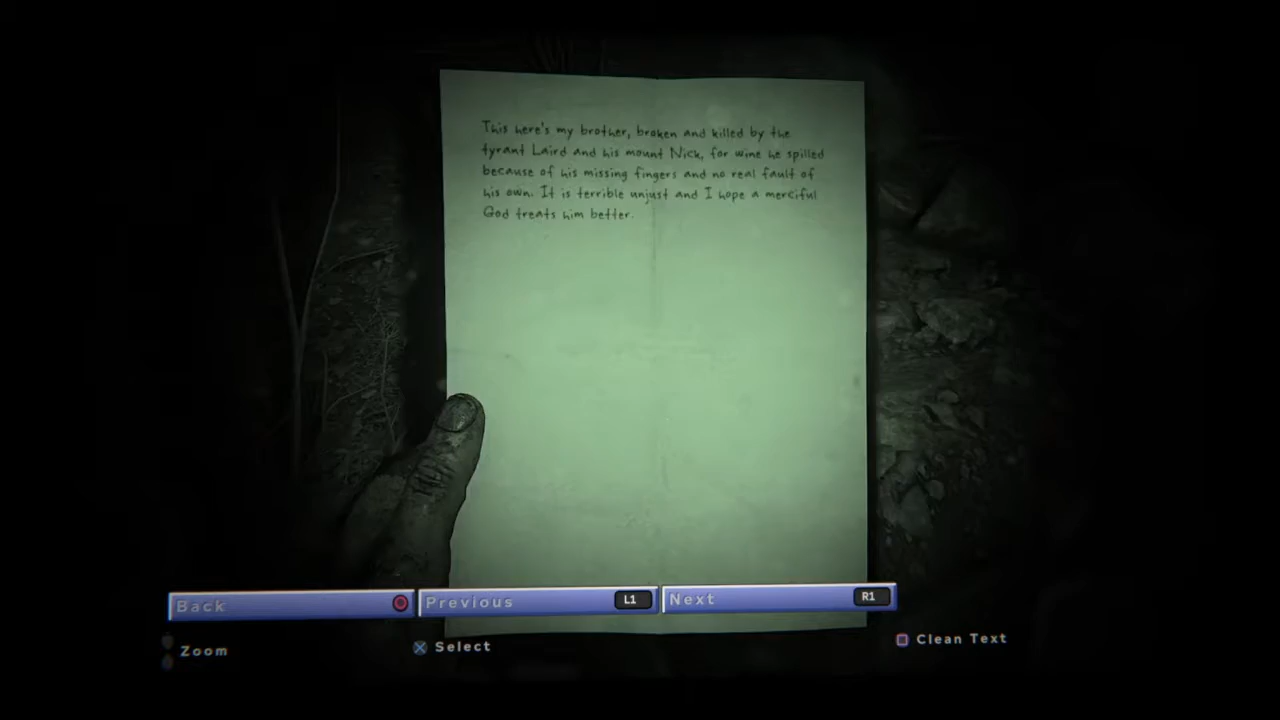 This here's my brother, broken and killed by the
tyrant Laird and his mount Nick, for wine he spilled
because of his missing fingers and no real fault of
his own. It is terrible unjust and I hope a merciful
God treats him better.
Back
Previous L1
Next R1
Zoom
Select
Clean Text